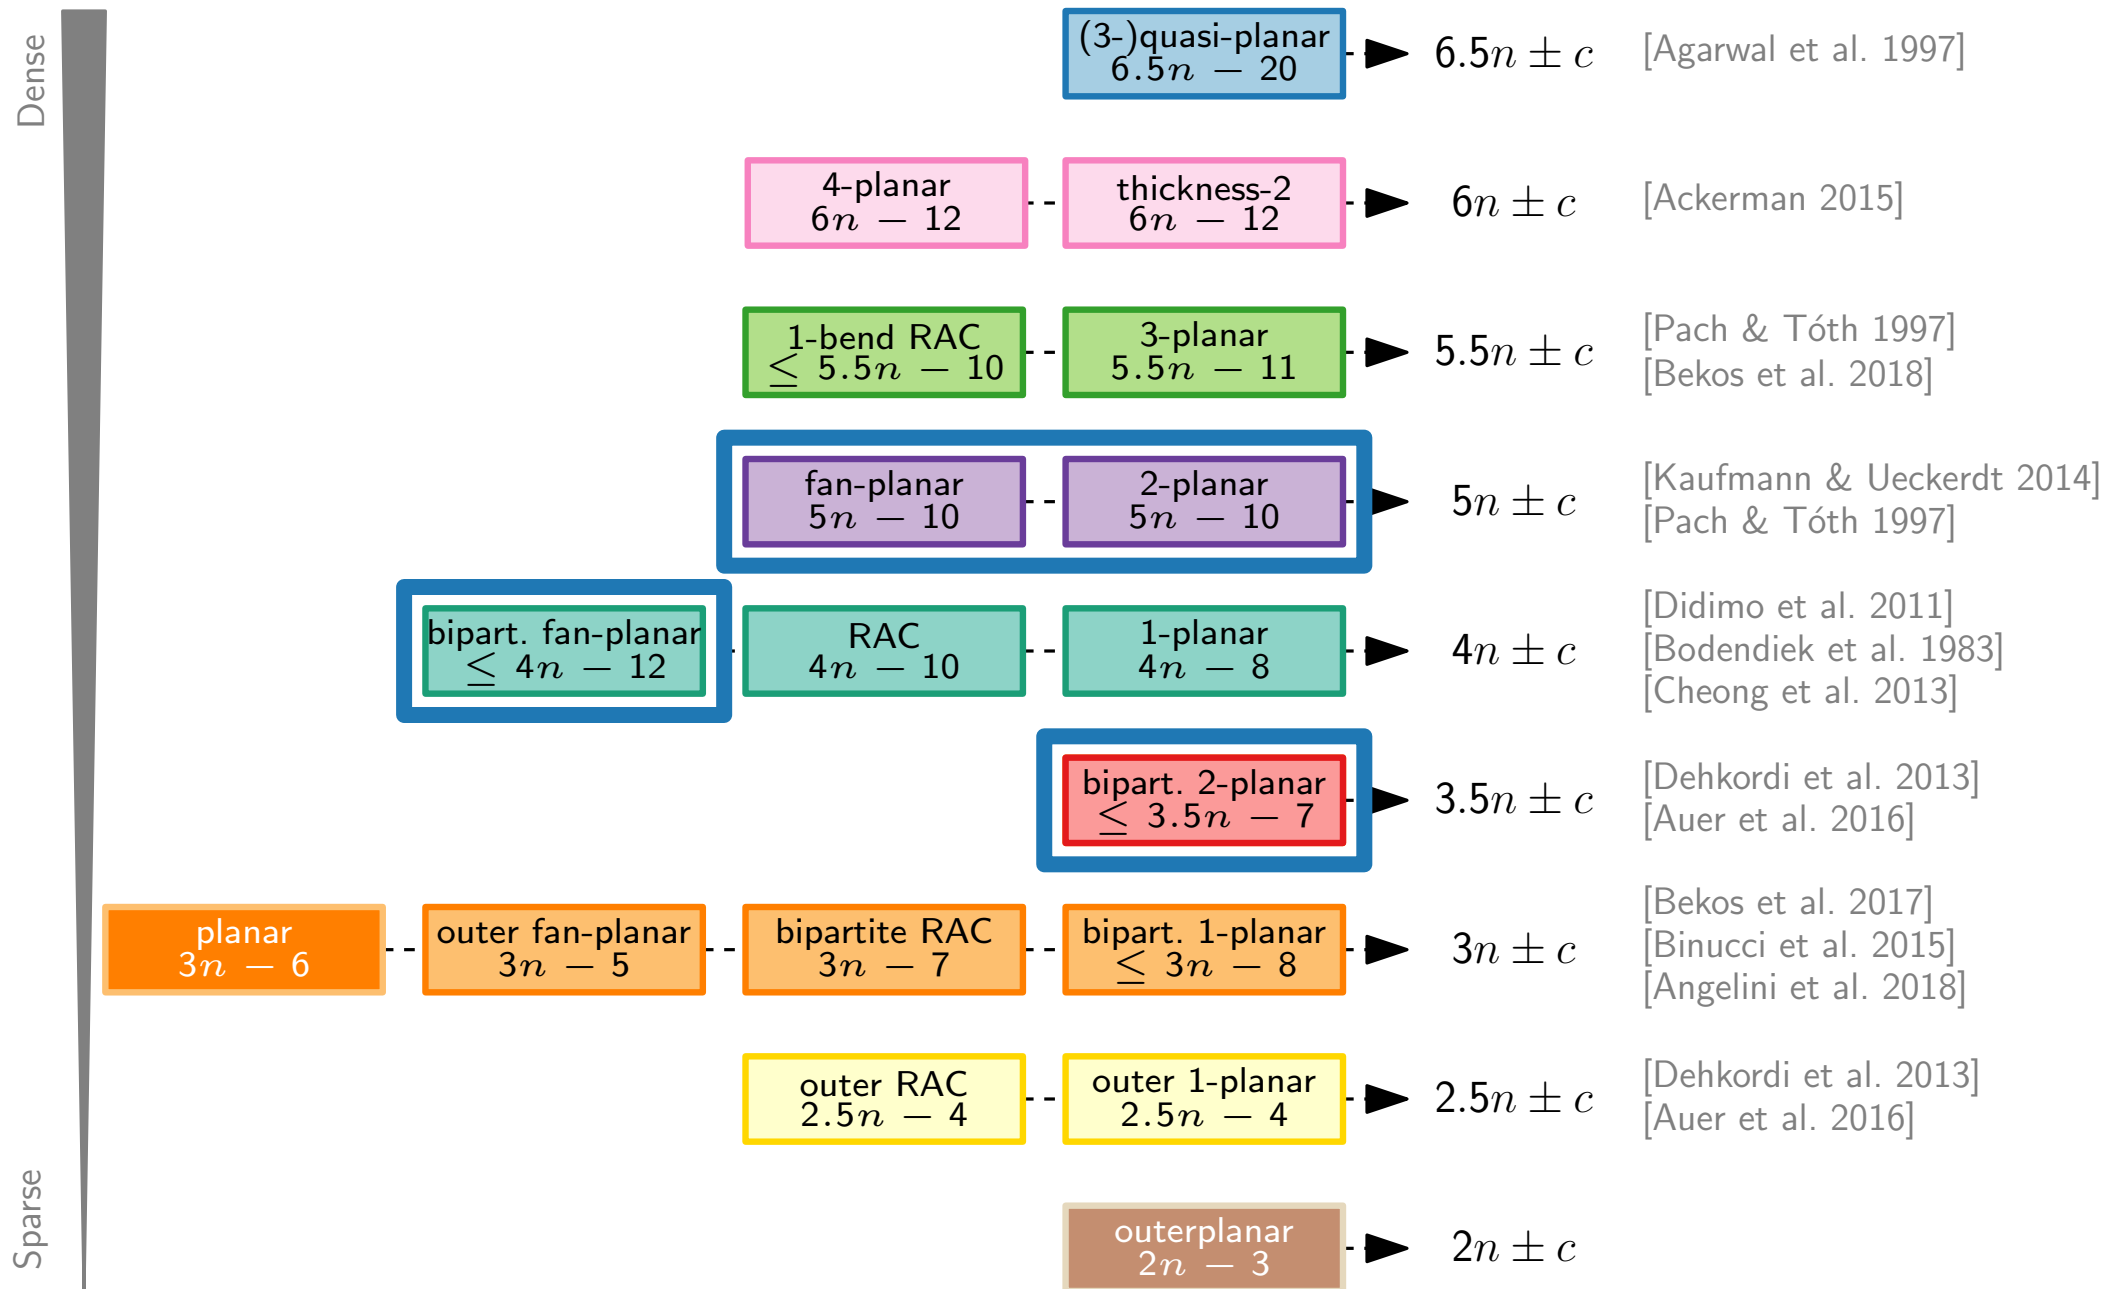 Dense
(3-)quasi-planar
6.5n − 20
6.5n ± c
[Agarwal et al. 1997]
4-planar
6n − 12
thickness-2
6n − 12
6n ± c
[Ackerman 2015]
1-bend RAC
≤ 5.5n − 10
3-planar
5.5n − 11
5.5n ± c
[Pach & Tóth 1997]
[Bekos et al. 2018]
fan-planar
5n − 10
2-planar
5n − 10
5n ± c
[Kaufmann & Ueckerdt 2014]
[Pach & Tóth 1997]
bipart. fan-planar
≤ 4n − 12
RAC
4n − 10
1-planar
4n − 8
4n ± c
[Didimo et al. 2011]
[Bodendiek et al. 1983]
[Cheong et al. 2013]
bipart. 2-planar
≤ 3.5n − 7
3.5n ± c
[Dehkordi et al. 2013]
[Auer et al. 2016]
planar
3n − 6
outer fan-planar
3n − 5
bipartite RAC
3n − 7
bipart. 1-planar
≤ 3n − 8
3n ± c
[Bekos et al. 2017]
[Binucci et al. 2015]
[Angelini et al. 2018]
outer RAC
2.5n − 4
outer 1-planar
2.5n − 4
2.5n ± c
[Dehkordi et al. 2013]
[Auer et al. 2016]
Sparse
outerplanar
2n − 3
2n ± c